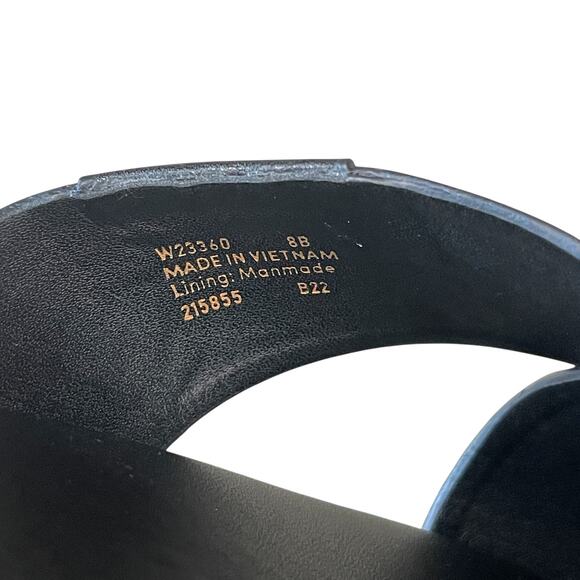 W23360 8B
MADE IN VIETNAM
Lining: Manmade
215855 B22